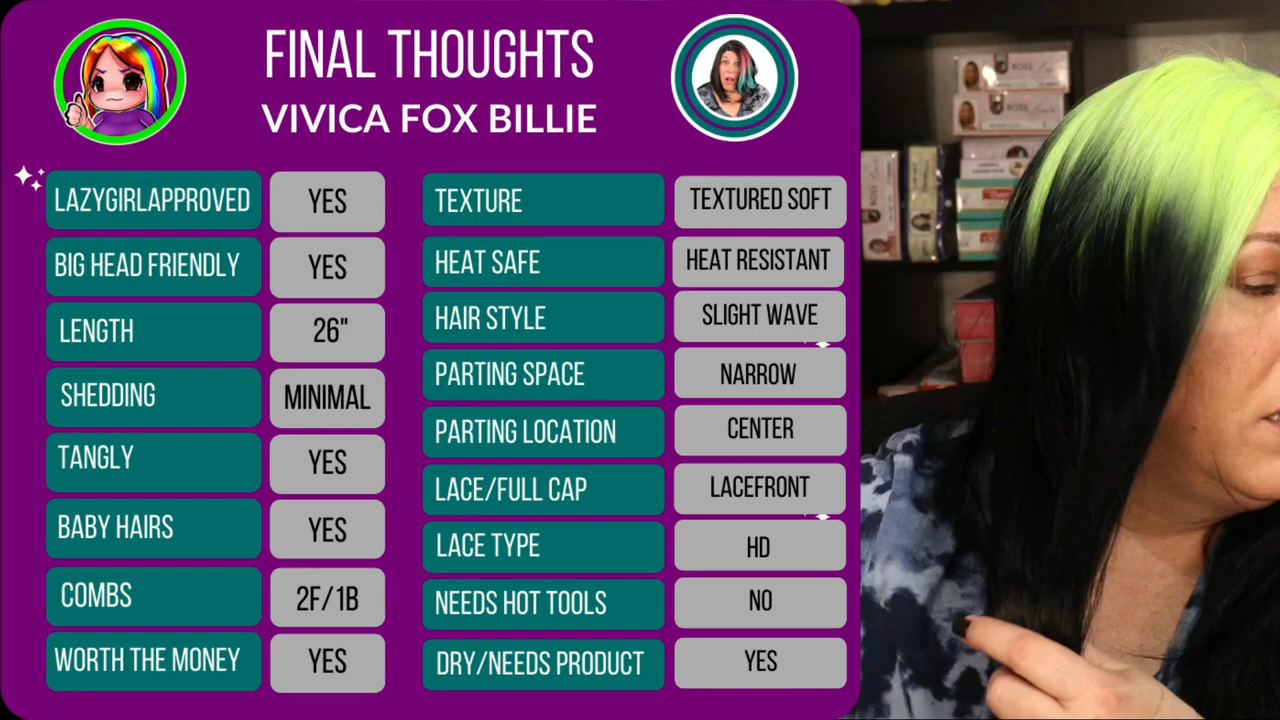 FINAL THOUGHTS
VIVICA FOX BILLIE
LAZYGIRLAPPROVED YES
BIG HEAD FRIENDLY YES
LENGTH 26"
SHEDDING MINIMAL
TANGLY YES
BABY HAIRS YES
COMBS 2F/1B
WORTH THE MONEY YES
TEXTURE TEXTURED SOFT
HEAT SAFE HEAT RESISTANT
HAIR STYLE SLIGHT WAVE
PARTING SPACE NARROW
PARTING LOCATION CENTER
LACE/FULL CAP LACEFRONT
LACE TYPE HD
NEEDS HOT TOOLS NO
DRY/NEEDS PRODUCT YES
BOSS
BOSS